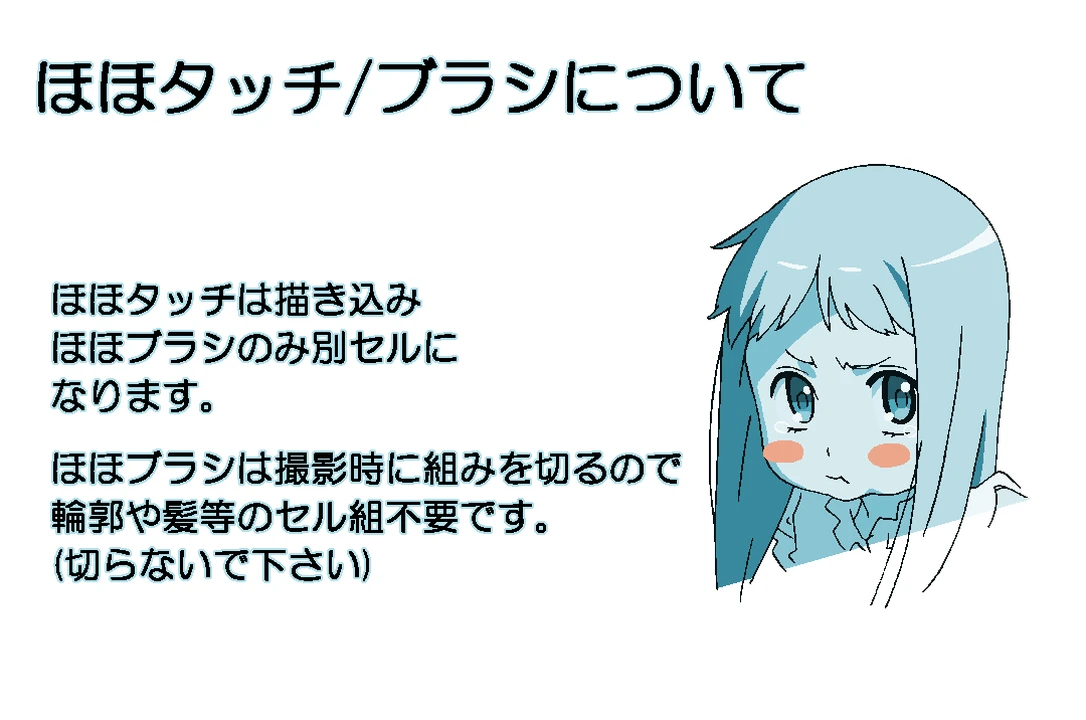 ほほタッチ/ブラシについて
ほほタッチは描き込み
ほほブラシのみ別セルに
なります。
ほほブラシは撮影時に組みを切るので
輪郭や髪等のセル組不要です。
(切らないで下さい)